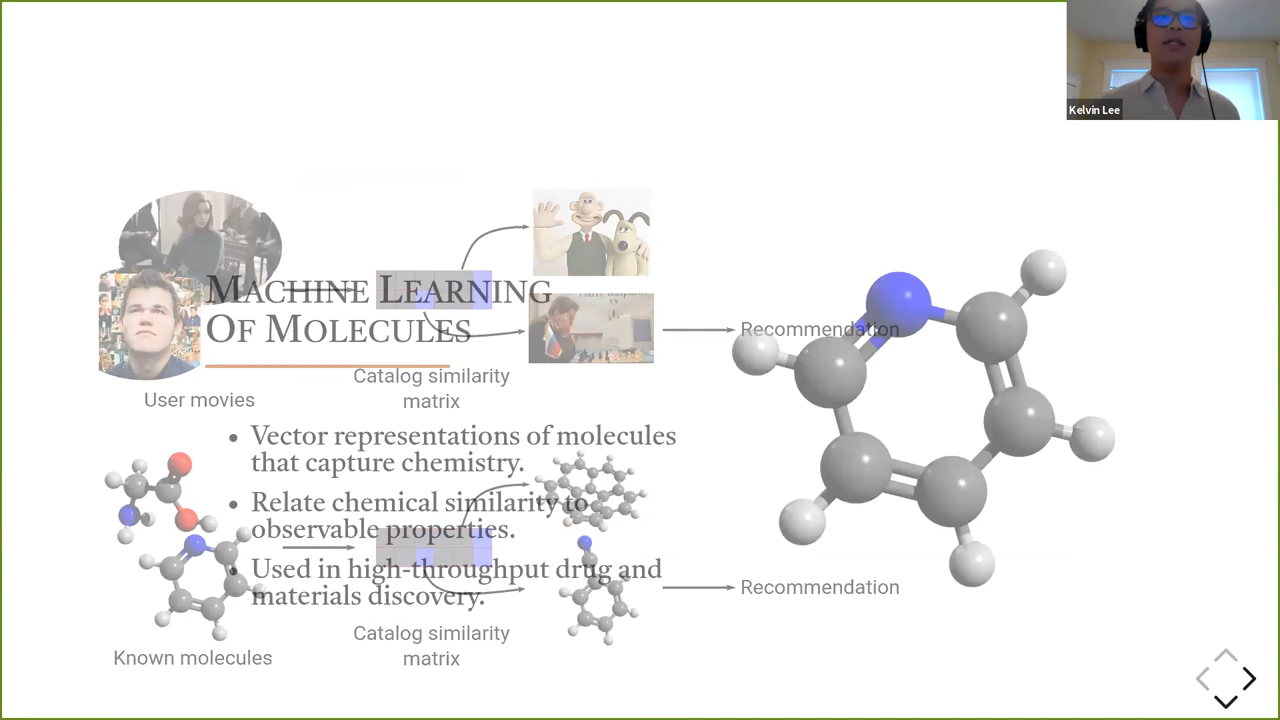 Kelvin Lee
MACHINE LEARNING
OF MOLECULES
Recommendation
Catalog similarity
matrix
User movies
• Vector representations of molecules
that capture chemistry.
• Relate chemical similarity to
observable properties.
• Used in high-throughput drug and
materials discovery.
Recommendation
Catalog similarity
matrix
Known molecules